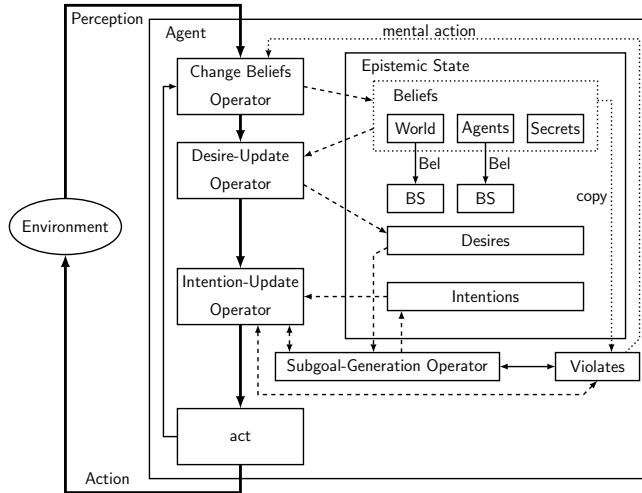 Perception
Agent
mental action
Change Beliefs
Operator
Epistemic State
Beliefs
World
Agents
Secrets
Desire-Update
Operator
Bel
Bel
BS
BS
copy
Environment
Desires
Intention-Update
Operator
Intentions
Subgoal-Generation Operator
Violates
act
Action